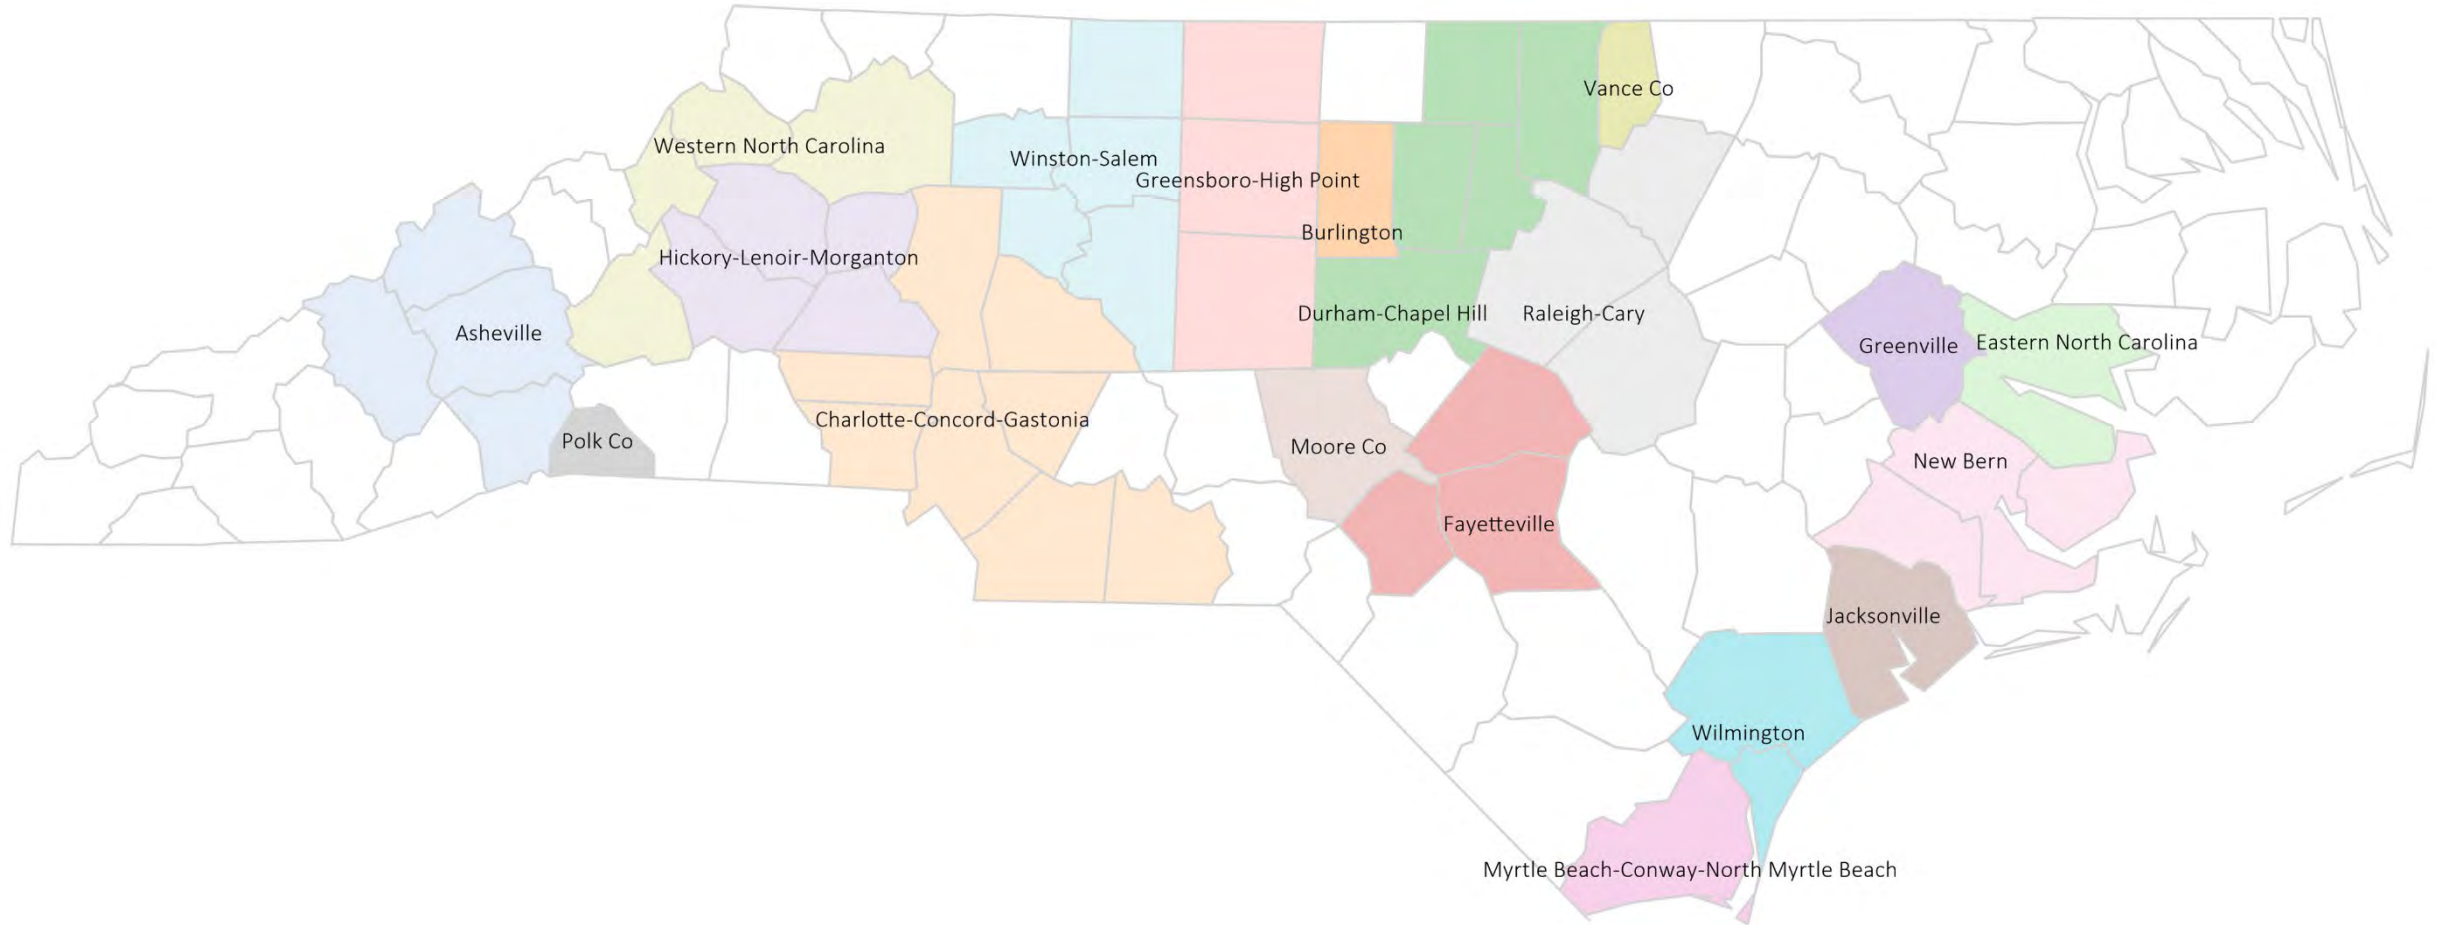 Vance Co
Western North Carolina
Winston-Salem
Greensboro-High Point
Burlington
Hickory-Lenoir-Morganton
Durham-Chapel Hill
Raleigh-Cary
Asheville
Greenville
Eastern North Carolina
Charlotte-Concord-Gastonia
Polk Co
Moore Co
New Bern
Fayetteville
Jacksonville
Wilmington
Myrtle Beach-Conway-North Myrtle Beach